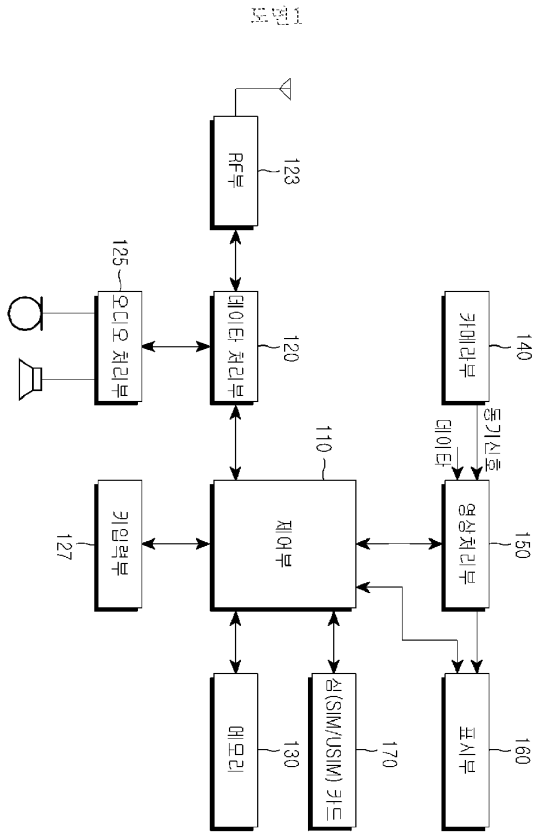 도면1
RF부
123
125
오디오 처리부
데이타 처리부
120
카메라부
140
동기신호
데이타
110
제어부
키입력부
127
영상처리부
150
메모리
130
심(SIM/USIM) 카드
170
표시부
160